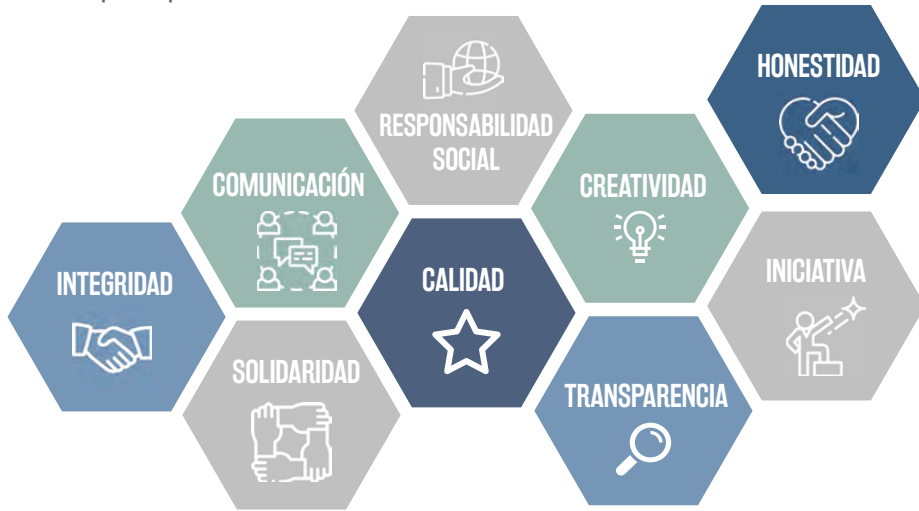 HONESTIDAD
RESPONSABILIDAD
SOCIAL
COMUNICACIÓN
CREATIVIDAD
INTEGRIDAD
CALIDAD
INICIATIVA
SOLIDARIDAD
TRANSPARENCIA